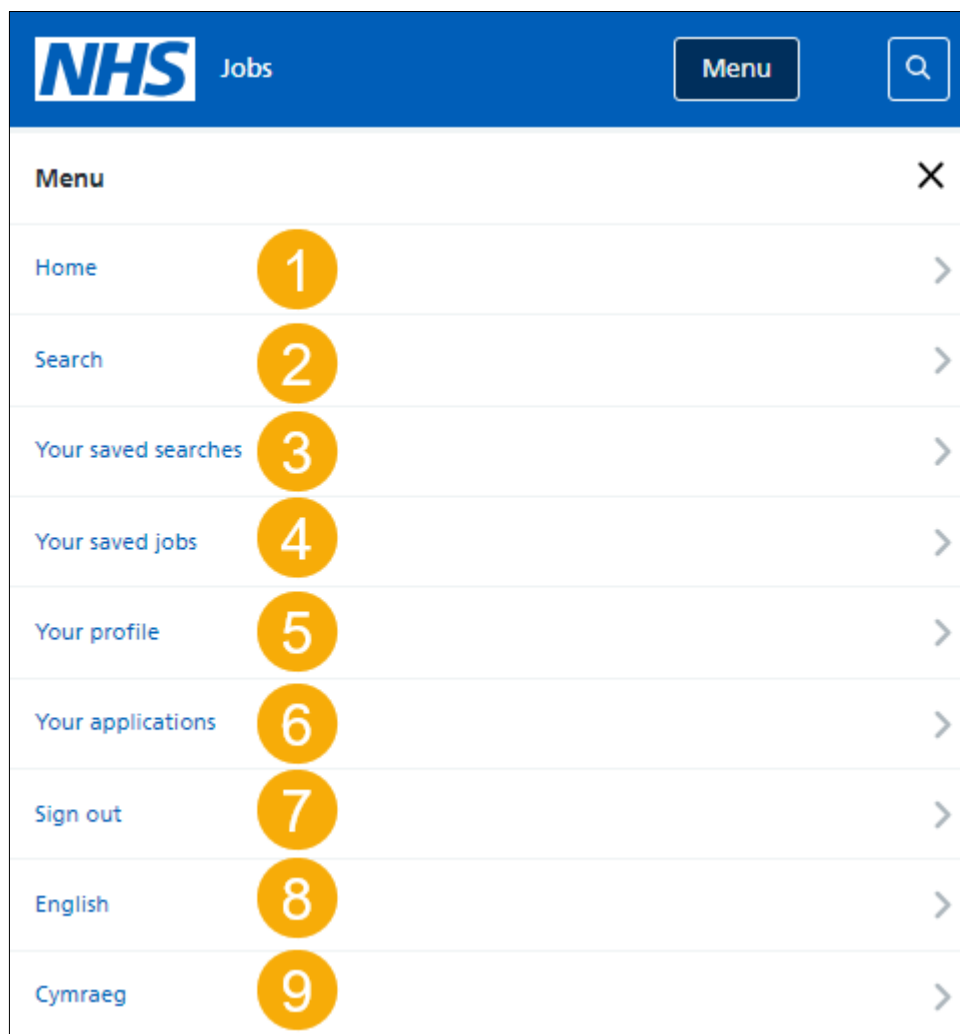 NHS Jobs Menu
Menu
Home 1
Search 2
Your saved searches 3
Your saved jobs 4
Your profile 5
Your applications 6
Sign out 7
English 8
Cymraeg 9